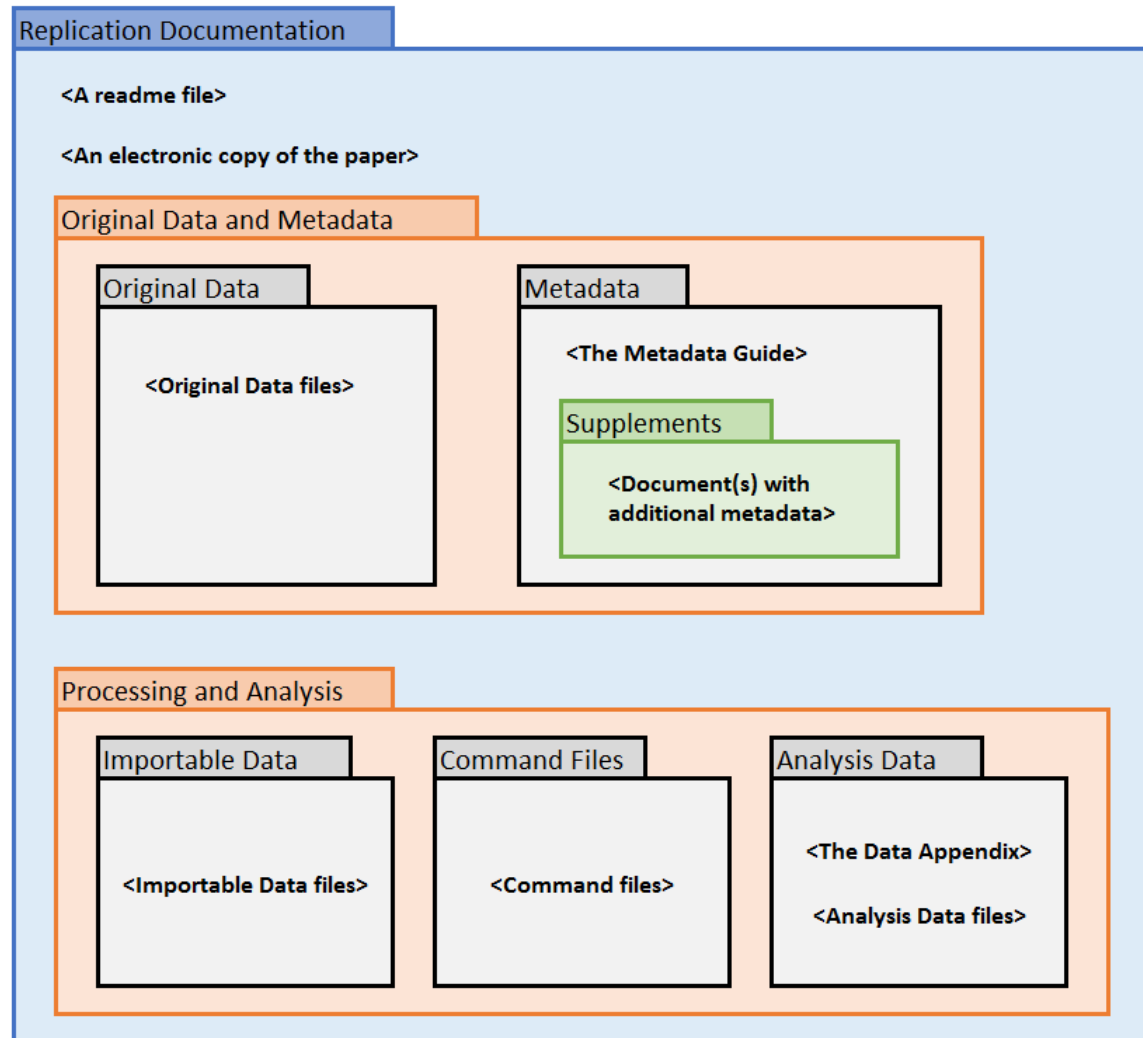 Replication Documentation
<A readme file>
<An electronic copy of the paper>
Original Data and Metadata
Original Data
<Original Data files>
Metadata
<The Metadata Guide>
Supplements
<Document(s) with
additional metadata>
Processing and Analysis
Importable Data
<Importable Data files>
Command Files
<Command files>
Analysis Data
<The Data Appendix>
<Analysis Data files>